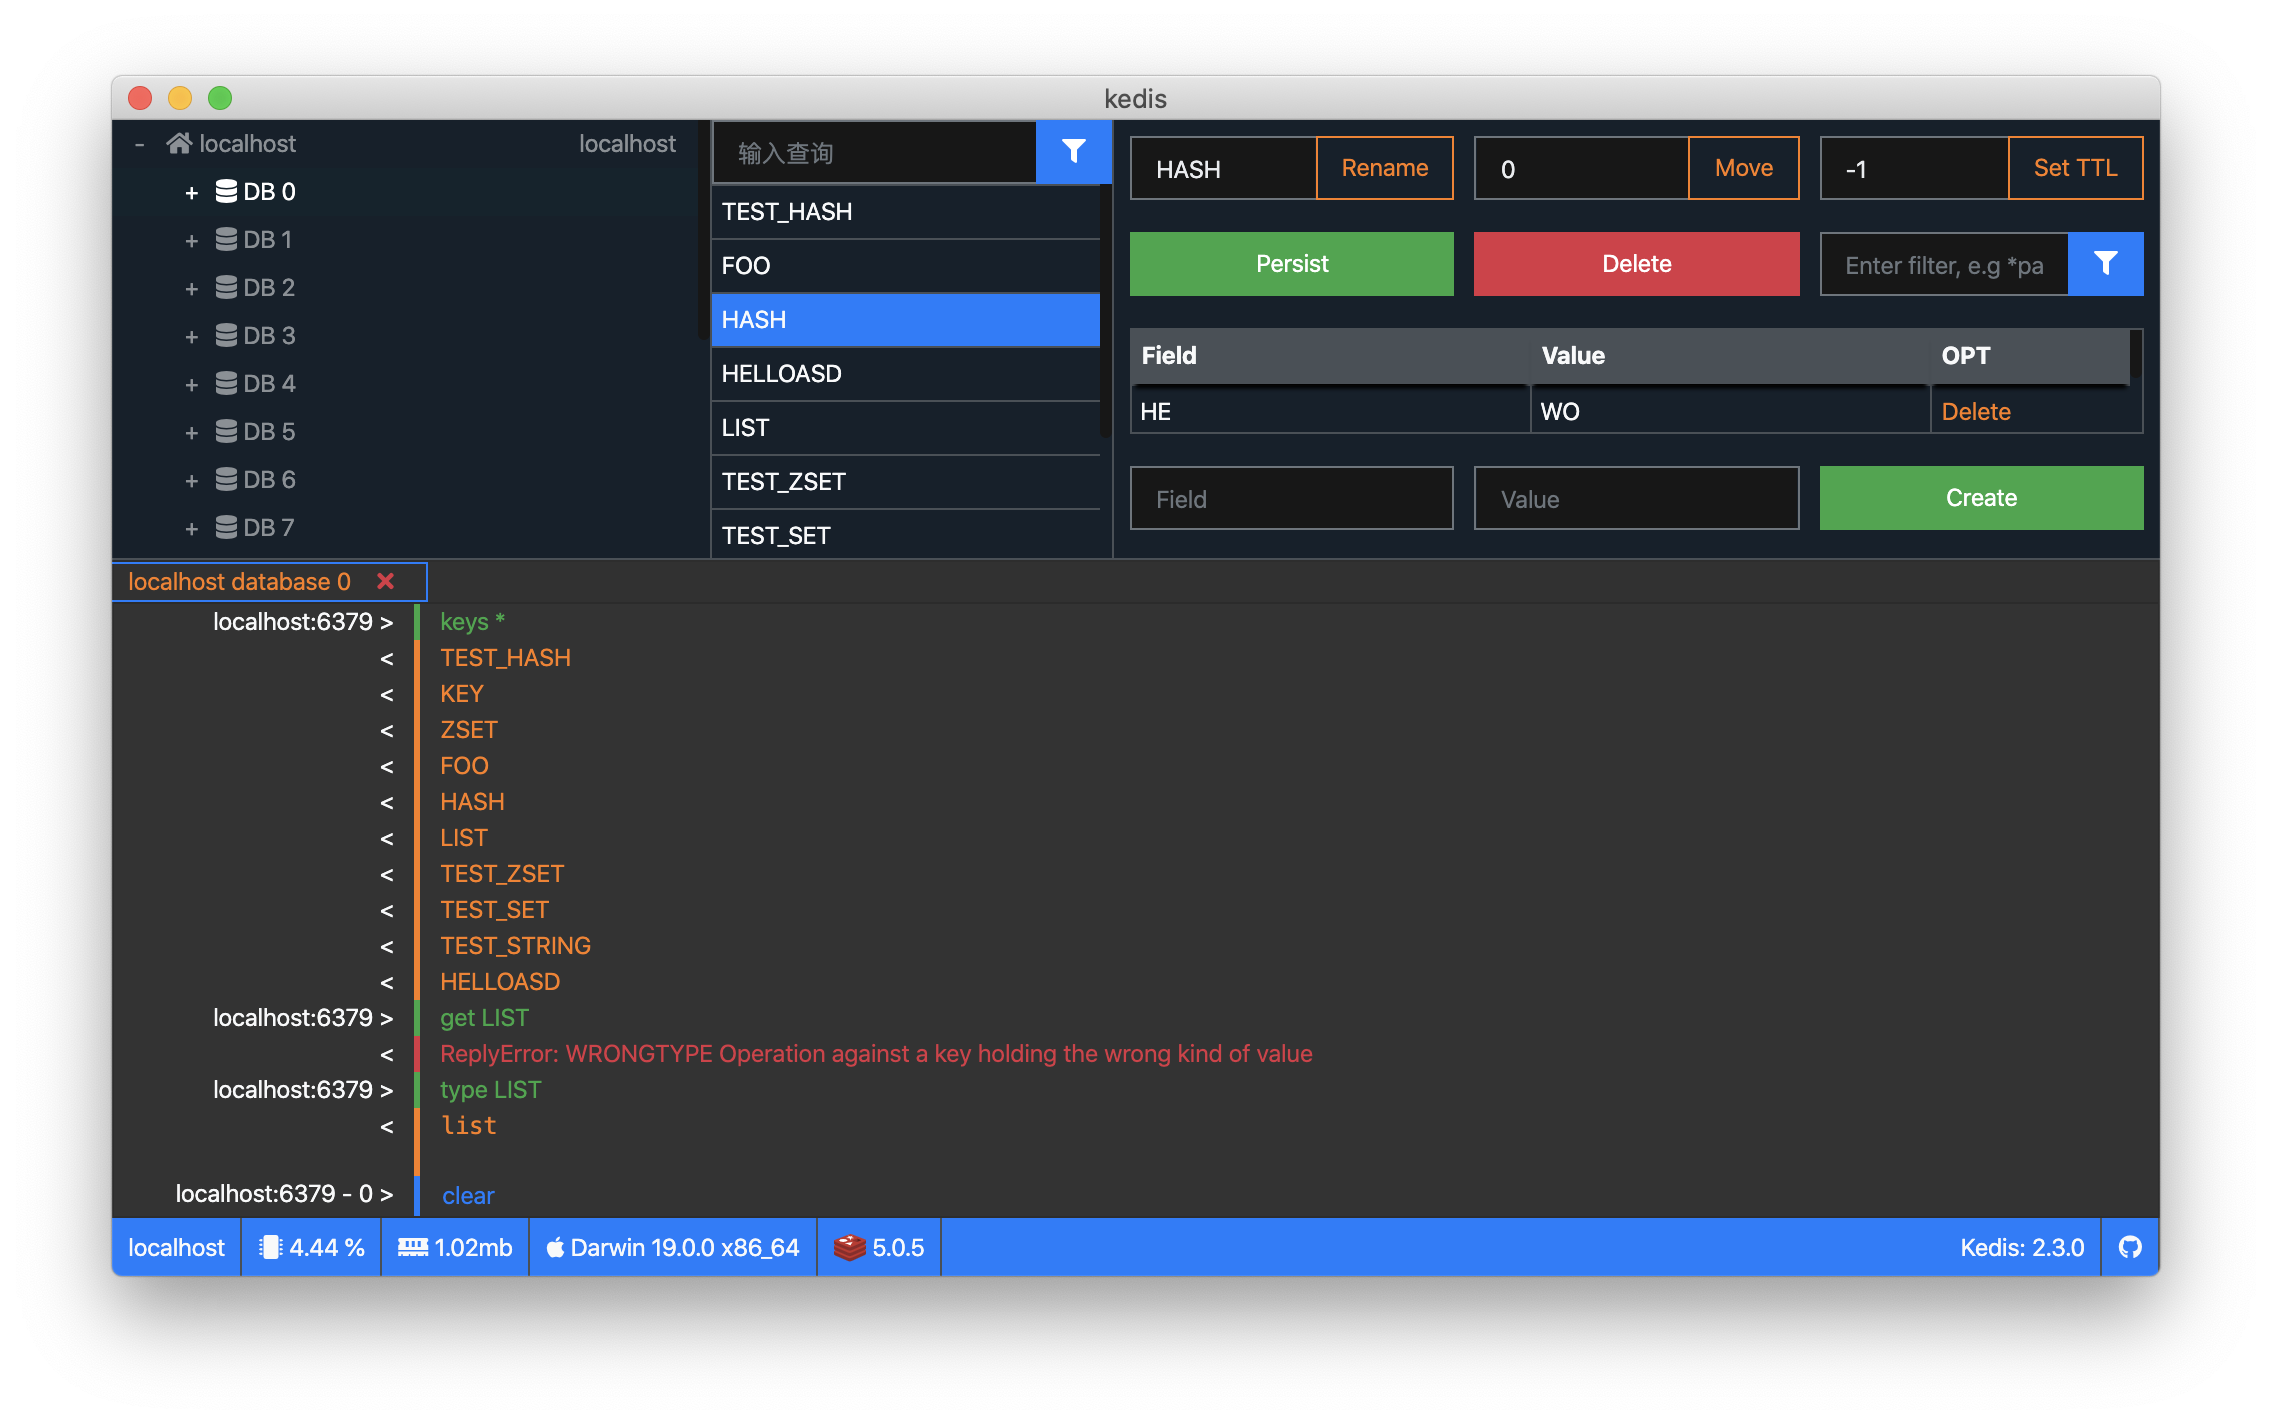 kedis
- localhost localhost
+ DB 0
+ DB 1
+ DB 2
+ DB 3
+ DB 4
+ DB 5
+ DB 6
+ DB 7
输入查询
TEST_HASH
FOO
HASH
HELLOASD
LIST
TEST_ZSET
TEST_SET
HASH Rename 0 Move -1 Set TTL
Persist Delete Enter filter, e.g *pa
Field Value OPT
HE WO Delete
Field Value Create
localhost database 0
localhost:6379 > keys *
< TEST_HASH
< KEY
< ZSET
< FOO
< HASH
< LIST
< TEST_ZSET
< TEST_SET
< TEST_STRING
< HELLOASD
localhost:6379 > get LIST
< ReplyError: WRONGTYPE Operation against a key holding the wrong kind of value
localhost:6379 > type LIST
< list
localhost:6379 - 0 > clear
localhost 4.44 % 1.02mb Darwin 19.0.0 x86_64 5.0.5 Kedis: 2.3.0